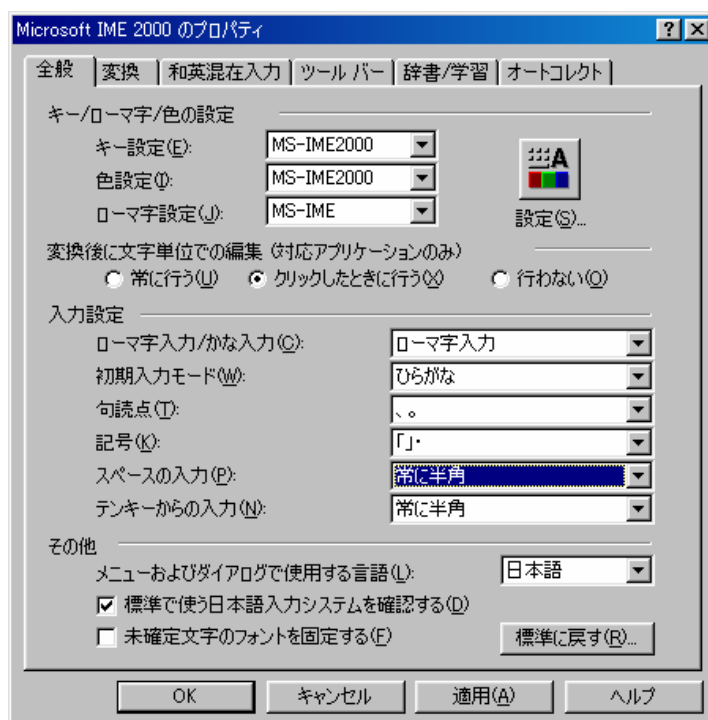 Microsoft IME 2000 のプロパティ
全般 変換 和英混在入力 ツール バー 辞書/学習 オートコレクト
キー/ローマ字/色の設定
キー設定(E): MS-IME2000
色設定(I): MS-IME2000
ローマ字設定(J): MS-IME
設定(S)...
変換後に文字単位での編集 (対応アプリケーションのみ)
常に行う(U) クリックしたときに行う(X) 行わない(O)
入力設定
ローマ字入力/かな入力(C): ローマ字入力
初期入力モード(W): ひらがな
句読点(T): 、。
記号(K): 「」・
スペースの入力(P): 常に半角
テンキーからの入力(N): 常に半角
その他
メニューおよびダイアログで使用する言語(L): 日本語
標準で使う日本語入力システムを確認する(D)
未確定文字のフォントを固定する(F) 標準に戻す(R)...
OK キャンセル 適用(A) ヘルプ